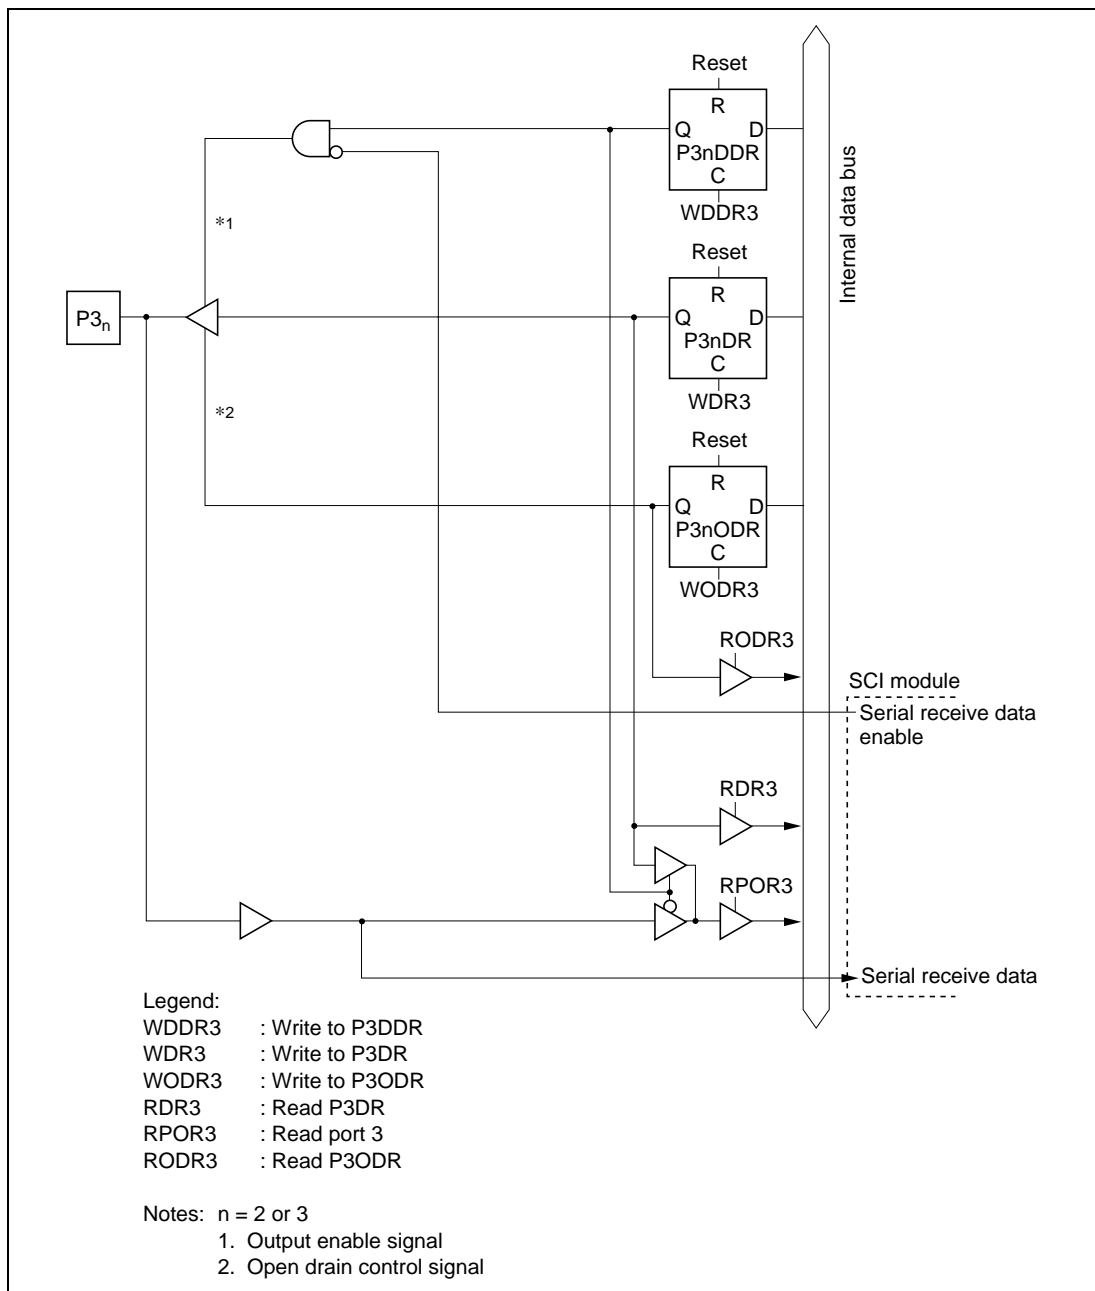 Reset
R
Q D
P3nDDR
C
WDDR3
Internal data bus
*1
Reset
R
P3n
Q D
P3nDR
C
WDR3
*2
Reset
R
Q D
P3nODR
C
WODR3
RODR3
SCI module
Serial receive data
enable
RDR3
RPOR3
Serial receive data
Legend:
WDDR3 : Write to P3DDR
WDR3 : Write to P3DR
WODR3 : Write to P3ODR
RDR3 : Read P3DR
RPOR3 : Read port 3
RODR3 : Read P3ODR
Notes: n = 2 or 3
1. Output enable signal
2. Open drain control signal